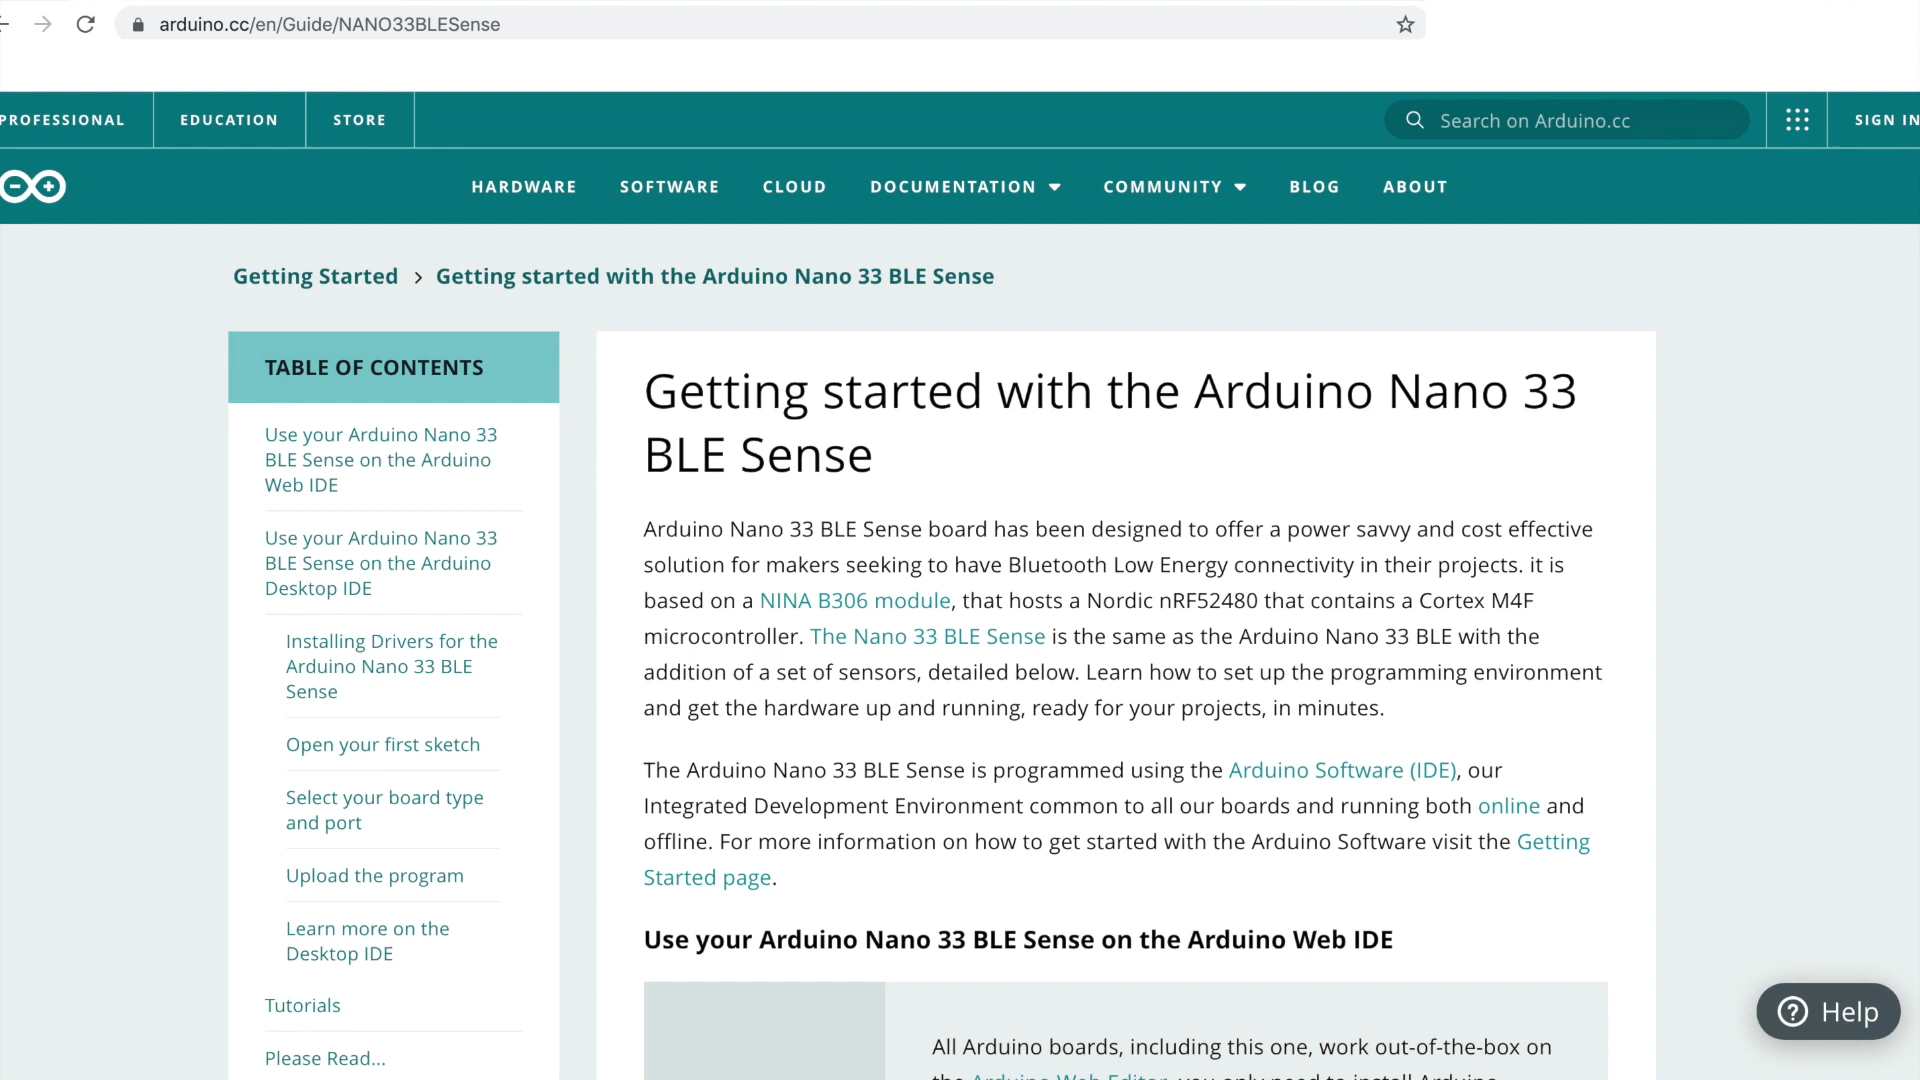 arduino.cc/en/Guide/NANO33BLESense
PROFESSIONAL
EDUCATION
STORE
Search on Arduino.cc
SIGN IN
HARDWARE
SOFTWARE
CLOUD
DOCUMENTATION
COMMUNITY
BLOG
ABOUT
Getting Started > Getting started with the Arduino Nano 33 BLE Sense
TABLE OF CONTENTS
Use your Arduino Nano 33
BLE Sense on the Arduino
Web IDE
Use your Arduino Nano 33
BLE Sense on the Arduino
Desktop IDE
Installing Drivers for the
Arduino Nano 33 BLE
Sense
Open your first sketch
Select your board type
and port
Upload the program
Learn more on the
Desktop IDE
Tutorials
Please Read...
Getting started with the Arduino Nano 33
BLE Sense
Arduino Nano 33 BLE Sense board has been designed to offer a power savvy and cost effective
solution for makers seeking to have Bluetooth Low Energy connectivity in their projects. it is
based on a NINA B306 module, that hosts a Nordic nRF52480 that contains a Cortex M4F
microcontroller. The Nano 33 BLE Sense is the same as the Arduino Nano 33 BLE with the
addition of a set of sensors, detailed below. Learn how to set up the programming environment
and get the hardware up and running, ready for your projects, in minutes.
The Arduino Nano 33 BLE Sense is programmed using the Arduino Software (IDE), our
Integrated Development Environment common to all our boards and running both online and
offline. For more information on how to get started with the Arduino Software visit the Getting
Started page.
Use your Arduino Nano 33 BLE Sense on the Arduino Web IDE
All Arduino boards, including this one, work out-of-the-box on
the Arduino Web Editor, you only need to install Arduino
Help